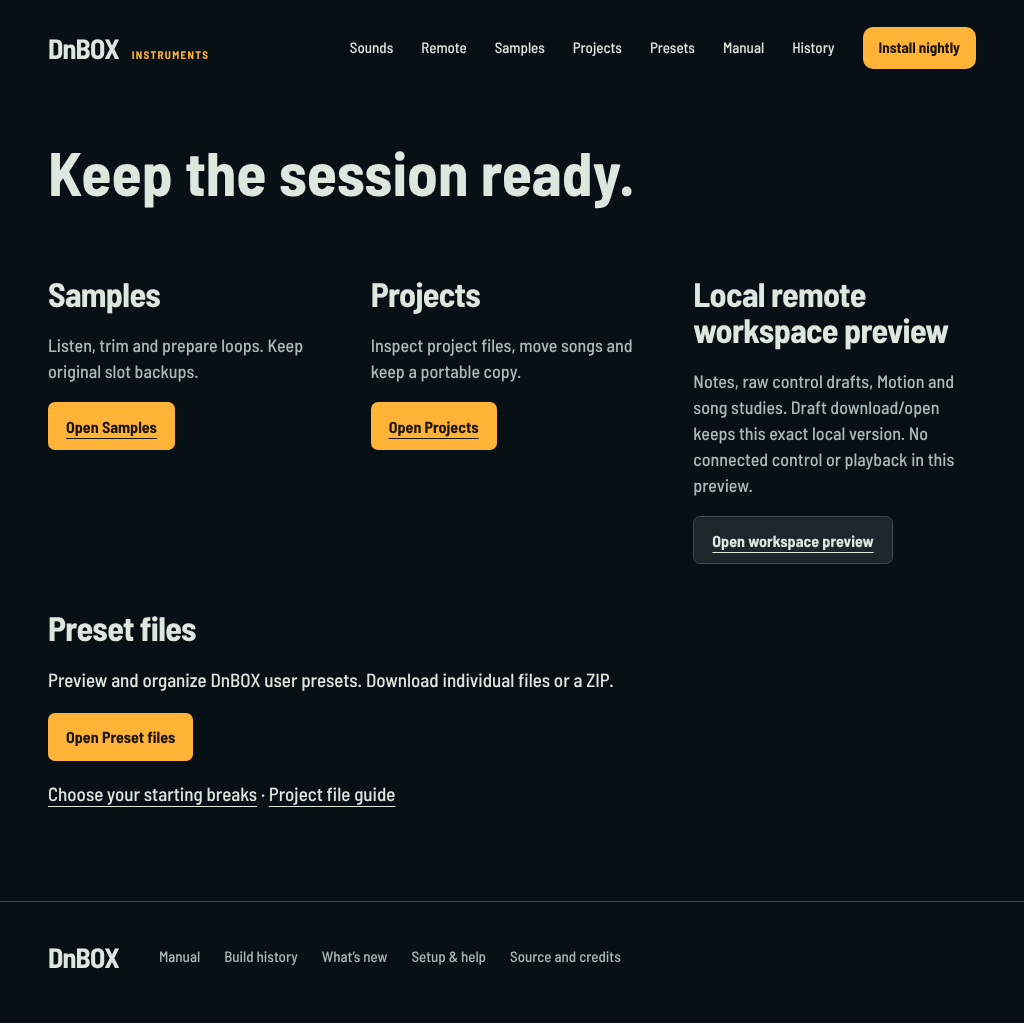 DnBOX INSTRUMENTS
Sounds Remote Samples Projects Presets Manual History Install nightly
Keep the session ready.
Samples
Listen, trim and prepare loops. Keep
original slot backups.
Open Samples
Projects
Inspect project files, move songs and
keep a portable copy.
Open Projects
Local remote
workspace preview
Notes, raw control drafts, Motion and
song studies. Draft download/open
keeps this exact local version. No
connected control or playback in this
preview.
Open workspace preview
Preset files
Preview and organize DnBOX user presets. Download individual files or a ZIP.
Open Preset files
Choose your starting breaks · Project file guide
DnBOX Manual Build history What’s new Setup & help Source and credits